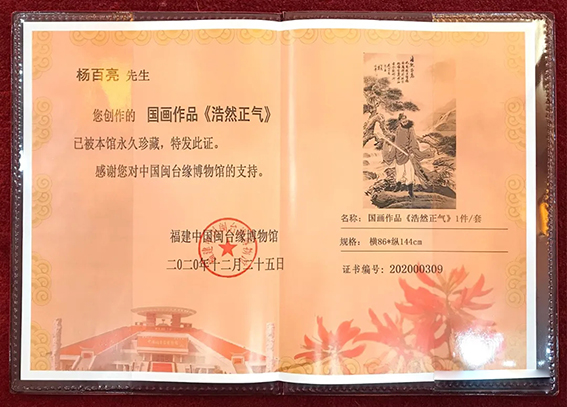 杨百亮 先生
您创作的 国画作品《浩然正气》
已被本馆永久珍藏，特发此证。
感谢您对中国闽台缘博物馆的支持。
福建中国闽台缘博物馆
二〇二〇年十二月二十五日
名称： 国画作品《浩然正气》1件/套
规格： 横86*纵144cm
证书编号：202000309